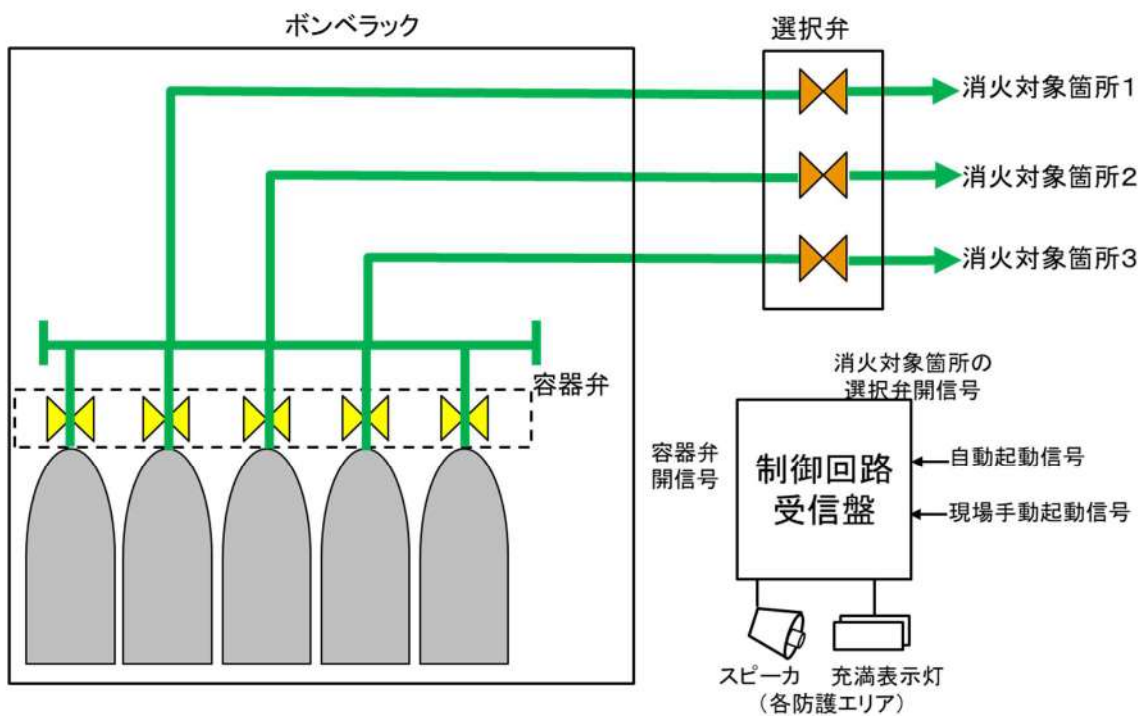 ボンベラック
選択弁
消火対象箇所1
消火対象箇所2
消火対象箇所3
容器弁
消火対象箇所の
選択弁開信号
容器弁
開信号
制御回路
受信盤
自動起動信号
現場手動起動信号
スピーカ
充満表示灯
(各防護エリア)